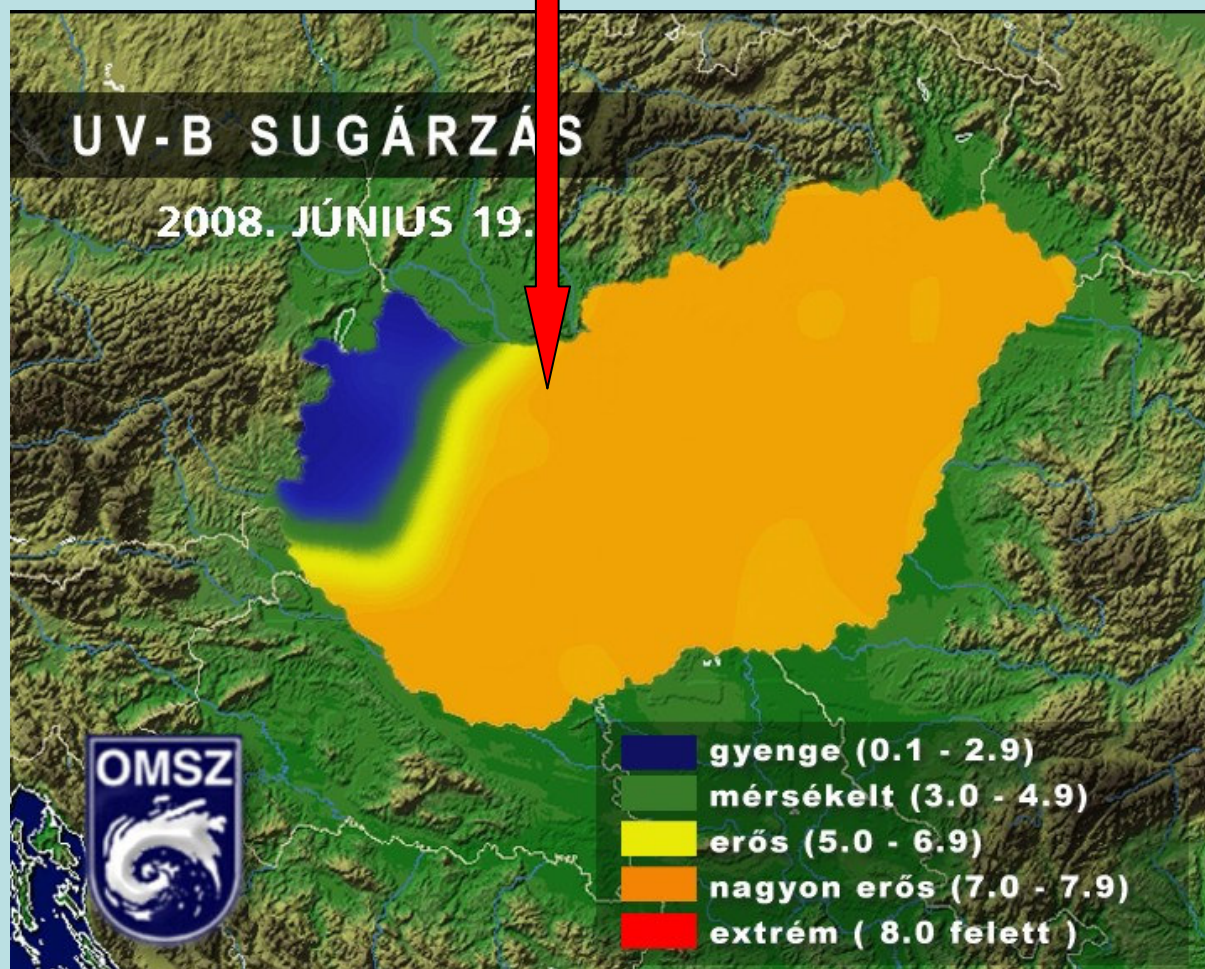 UV-B SUGÁRZÁS
2008. JÚNIUS 19.
OMSZ
gyenge (0.1 - 2.9)
mérsékelt (3.0 - 4.9)
erős (5.0 - 6.9)
nagyon erős (7.0 - 7.9)
extrém ( 8.0 felett )